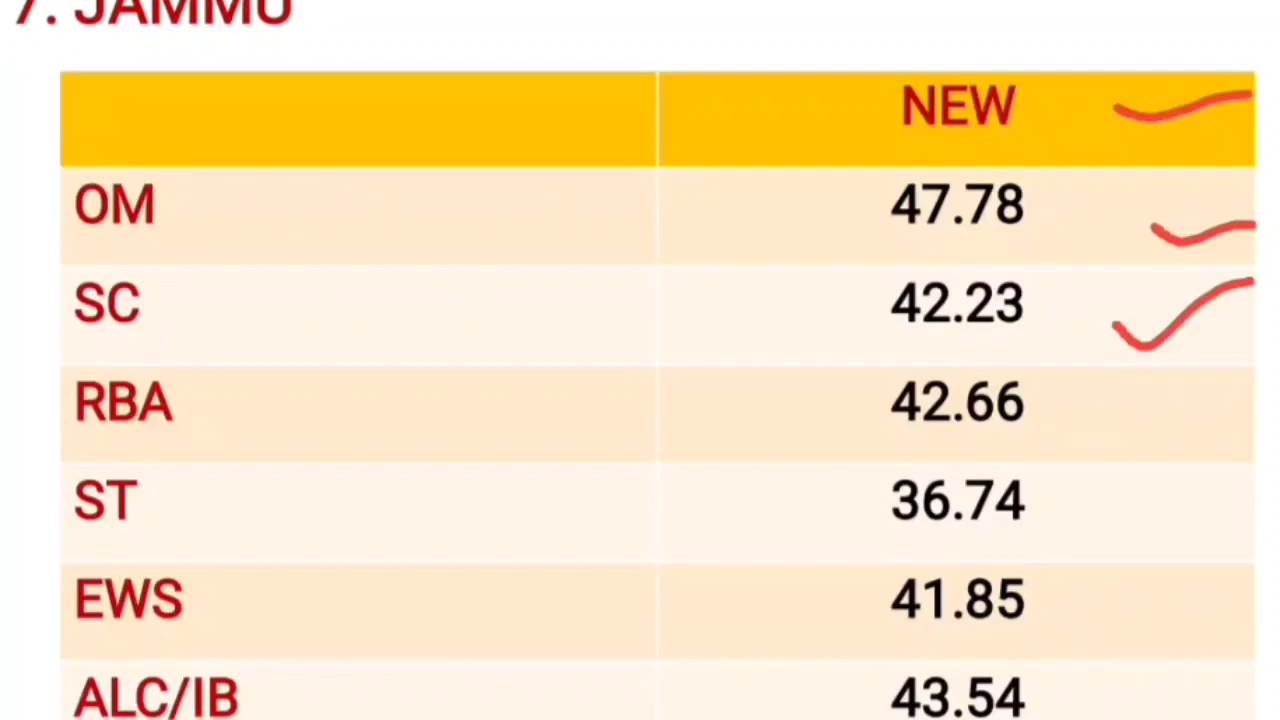 7. JAMMU
NEW
OM 47.78
SC 42.23
RBA 42.66
ST 36.74
EWS 41.85
ALC/IB 43.54